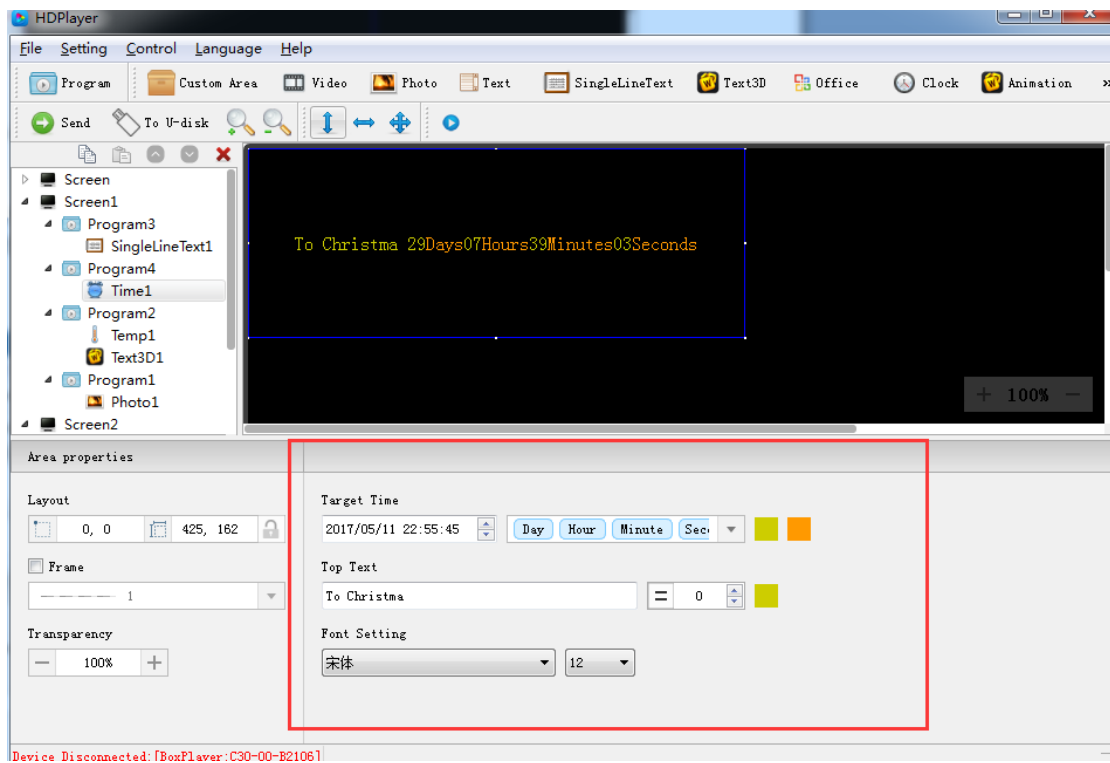 HDPlayer
File Setting Control Language Help
Program Custom Area Video Photo Text SingleLineText Text3D Office Clock Animation »
Send To U-disk
Screen
Screen1
Program3
SingleLineText1
Program4
Time1
Program2
Temp1
Text3D1
Program1
Photo1
Screen2
To Christma 29Days07Hours39Minutes03Seconds
+ 100% −
Area properties
Layout
0, 0 425, 162
Frame
1
Transparency
— 100% +
Target Time
2017/05/11 22:55:45 Day Hour Minute Sec
Top Text
To Christma = 0
Font Setting
宋体 12
Device Disconnected:[BoxPlayer:C30-00-B2106]